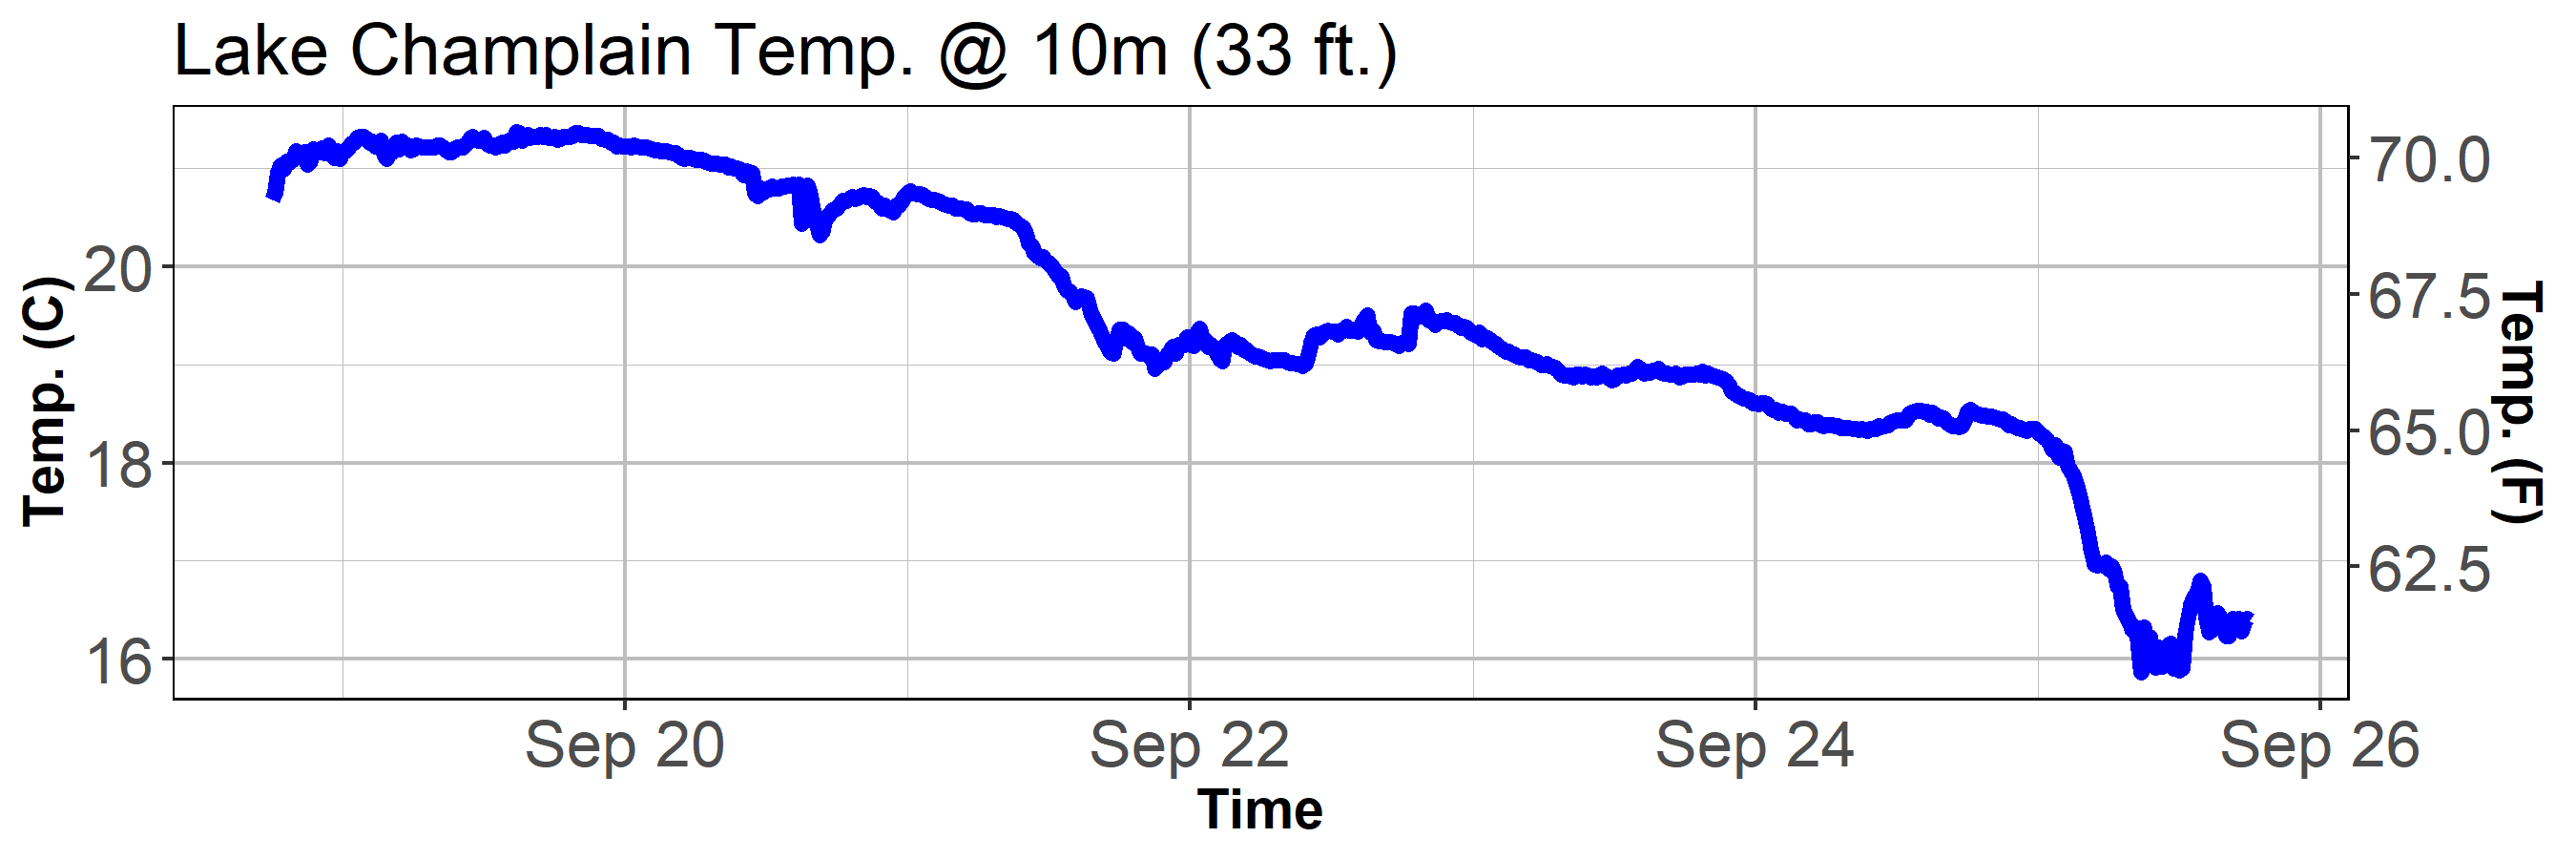 Lake Champlain Temp. @ 10m (33 ft.)
Temp. (C)
20
18
16
70.0
67.5
65.0
62.5
Temp. (F)
Sep 20
Sep 22
Sep 24
Sep 26
Time